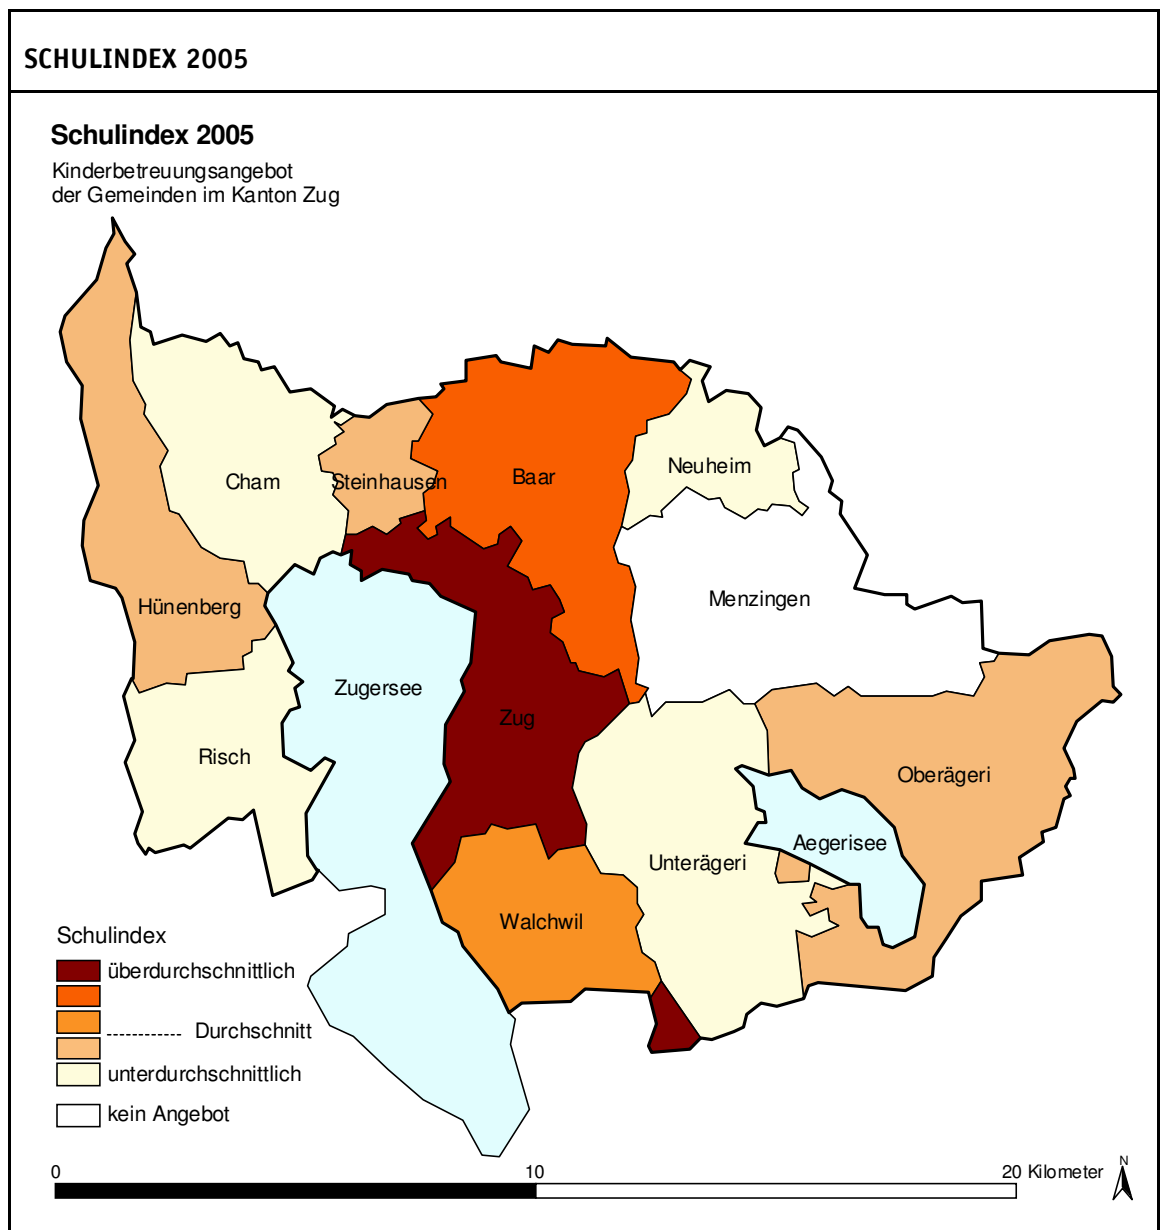 SCHULINDEX 2005
Schulindex 2005
Kinderbetreuungsangebot
der Gemeinden im Kanton Zug
Cham
Steinhausen
Baar
Neuheim
Hünenberg
Menzingen
Zugersee
Zug
Risch
Oberägeri
Aegerisee
Unterägeri
Walchwil
Schulindex
überdurchschnittlich
Durchschnitt
unterdurchschnittlich
kein Angebot
0 10 20 Kilometer
N